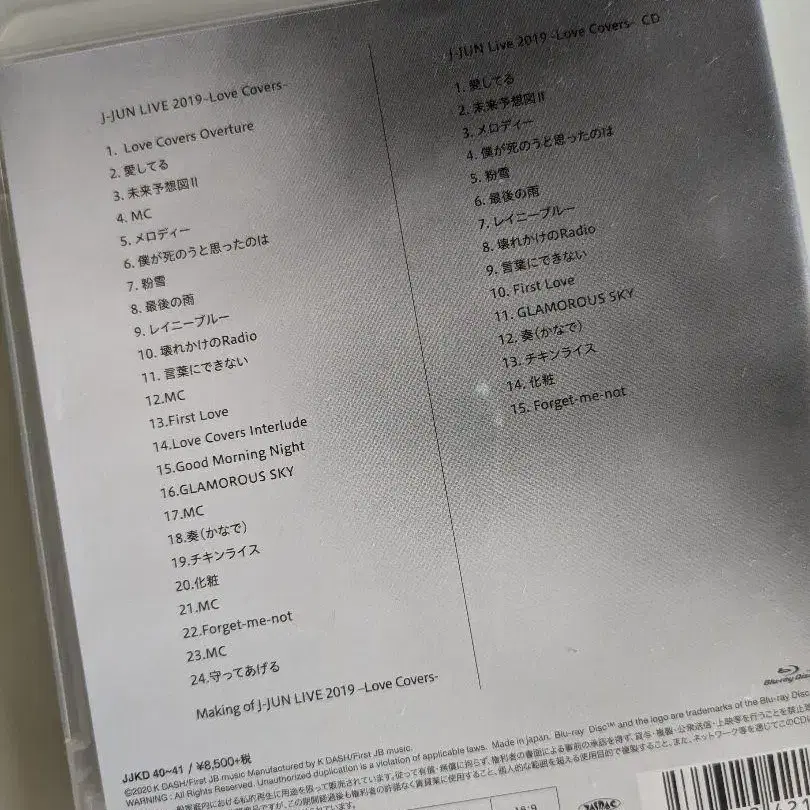 J-JUN LIVE 2019-Love Covers-
1. Love Covers Overture
2. 愛してる
3. 未来予想図II
4. MC
5. メロディー
6. 僕が死のうと思ったのは
7. 粉雪
8. 最後の雨
9. レイニーブルー
10. 壊れかけのRadio
11. 言葉にできない
12.MC
13.First Love
14.Love Covers Interlude
15.Good Morning Night
16.GLAMOROUS SKY
17.MC
18.奏(かなで)
19.チキンライス
20.化粧
21.MC
22.Forget-me-not
23.MC
24.守ってあげる
Making of J-JUN LIVE 2019 –Love Covers-
J-JUN Live 2019 -Love Covers- CD
1. 愛してる
2. 未来予想図II
3. メロディー
4. 僕が死のうと思ったのは
5. 粉雪
6. 最後の雨
7. レイニーブルー
8. 壊れかけのRadio
9. 言葉にできない
10. First Love
11. GLAMOROUS SKY
12. 奏(かなで)
13. チキンライス
14. 化粧
15. Forget-me-not
Blu-ray Disc
JJKD 40~41 / ¥8,500+税
©2020 K DASH/First JB music Manufactured by K DASH/First JB music.
WARNING : All Rights Reserved. Unauthorized duplication is a violation of applicable laws. Made in japan. Blu-ray Disc™ and the logo are trademarks of the Blu-ray Disc
16:9